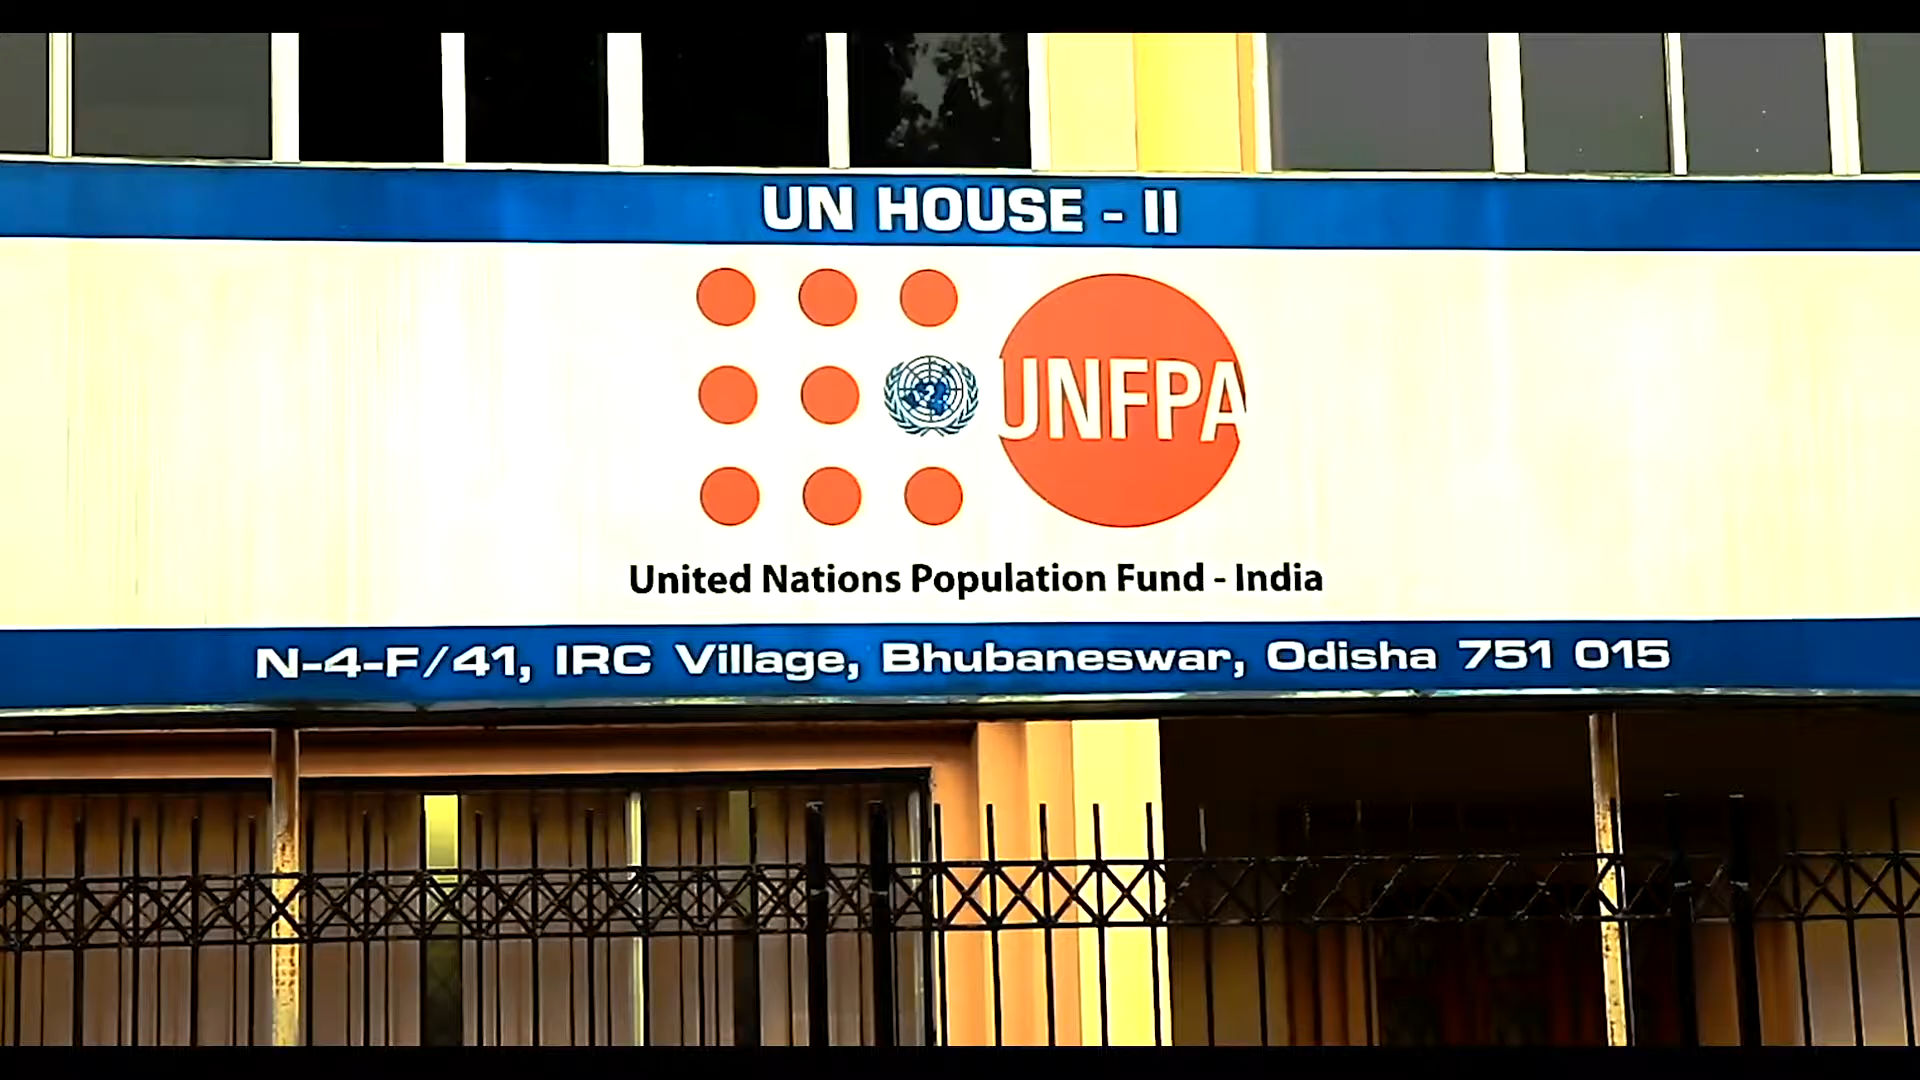 UN HOUSE - II
UNFPA
United Nations Population Fund - India
N-4-F/41, IRC Village, Bhubaneswar, Odisha 751 015